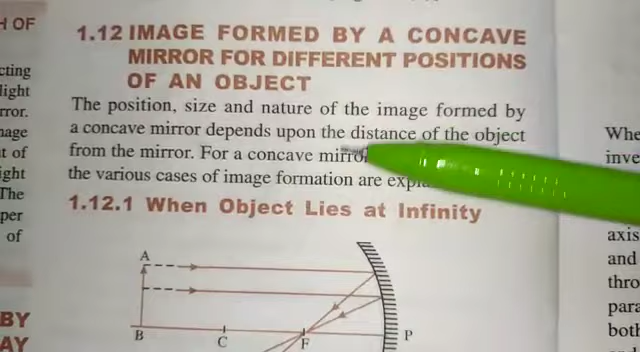 H OF
cting
light
rror.
nage
t of
ight
The
per
of
BY
AY
1.12 IMAGE FORMED BY A CONCAVE
MIRROR FOR DIFFERENT POSITIONS
OF AN OBJECT
The position, size and nature of the image formed by
a concave mirror depends upon the distance of the object
from the mirror. For a concave mirror
the various cases of image formation are expla
1.12.1 When Object Lies at Infinity
A
B
C
F
P
Whe
inve
axis
and
thro
para
both